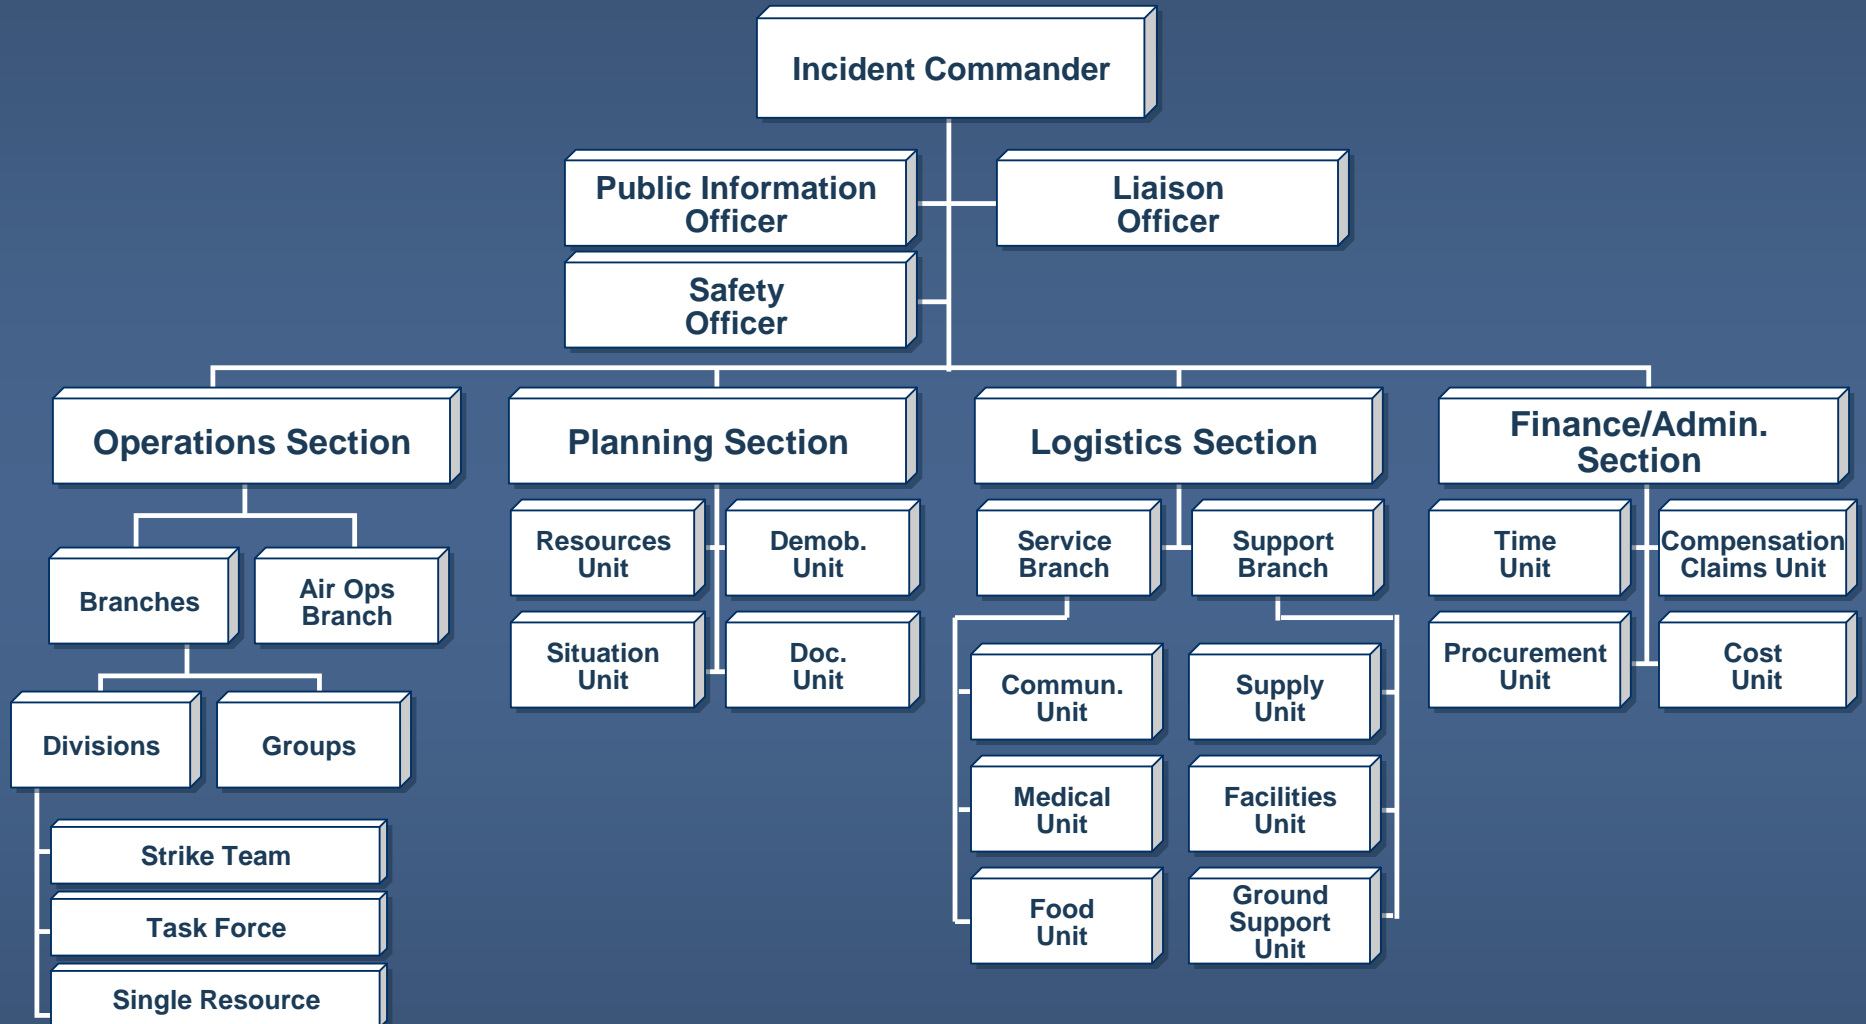 Incident Commander
Public Information
Officer
Liaison
Officer
Safety
Officer
Operations Section
Planning Section
Logistics Section
Finance/Admin.
Section
Branches
Air Ops
Branch
Divisions
Groups
Strike Team
Task Force
Single Resource
Resources
Unit
Demob.
Unit
Situation
Unit
Doc.
Unit
Service
Branch
Support
Branch
Commun.
Unit
Supply
Unit
Medical
Unit
Facilities
Unit
Food
Unit
Ground
Support
Unit
Time
Unit
Compensation
Claims Unit
Procurement
Unit
Cost
Unit